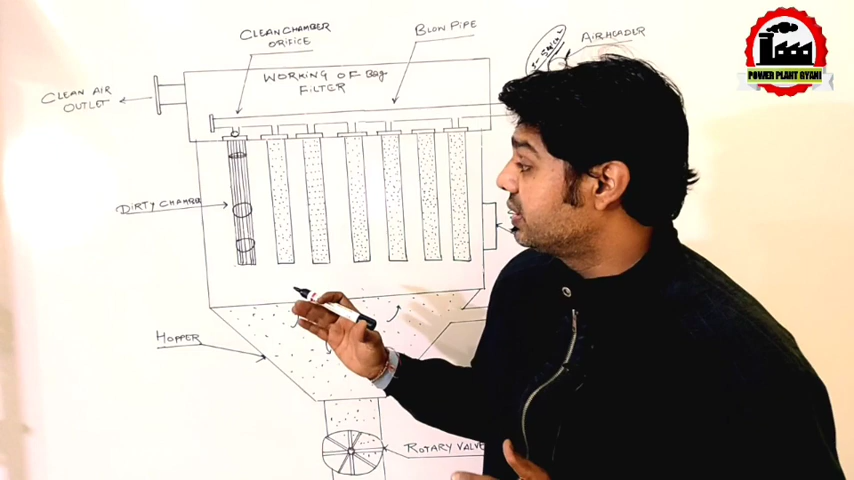 CLEAN CHAMBER
ORIFICE
BLOW PIPE
AIR HEADER
POWER PLANT GYANI
WORKING OF Bag
FILTER
CLEAN AIR
OUTLET
DIRTY CHAMBER
HOPPER
ROTARY VALVE